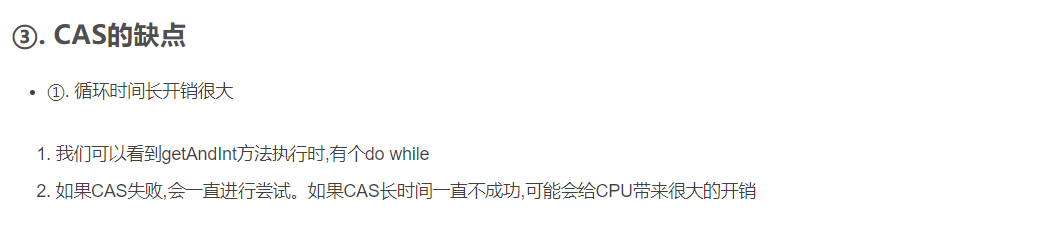 ③. CAS的缺点
①. 循环时间长开销很大
1. 我们可以看到getAndInt方法执行时,有个do while
2. 如果CAS失败,会一直进行尝试。如果CAS长时间一直不成功,可能会给CPU带来很大的开销